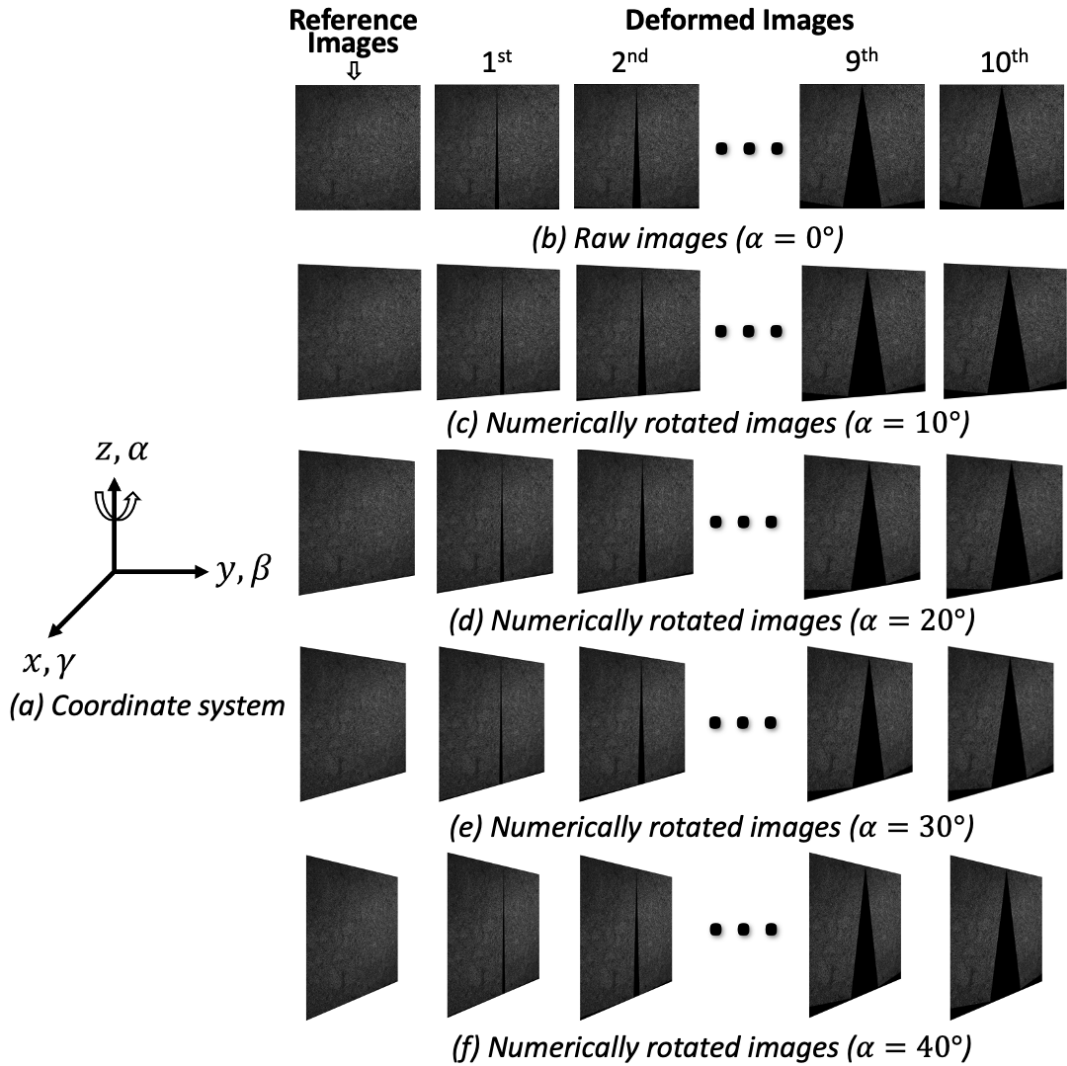 Reference
Images
⇩
Deformed Images
1st
2nd
9th
10th
(b) Raw images (α = 0°)
(c) Numerically rotated images (α = 10°)
z, α
y, β
x, γ
(a) Coordinate system
(d) Numerically rotated images (α = 20°)
(e) Numerically rotated images (α = 30°)
(f) Numerically rotated images (α = 40°)